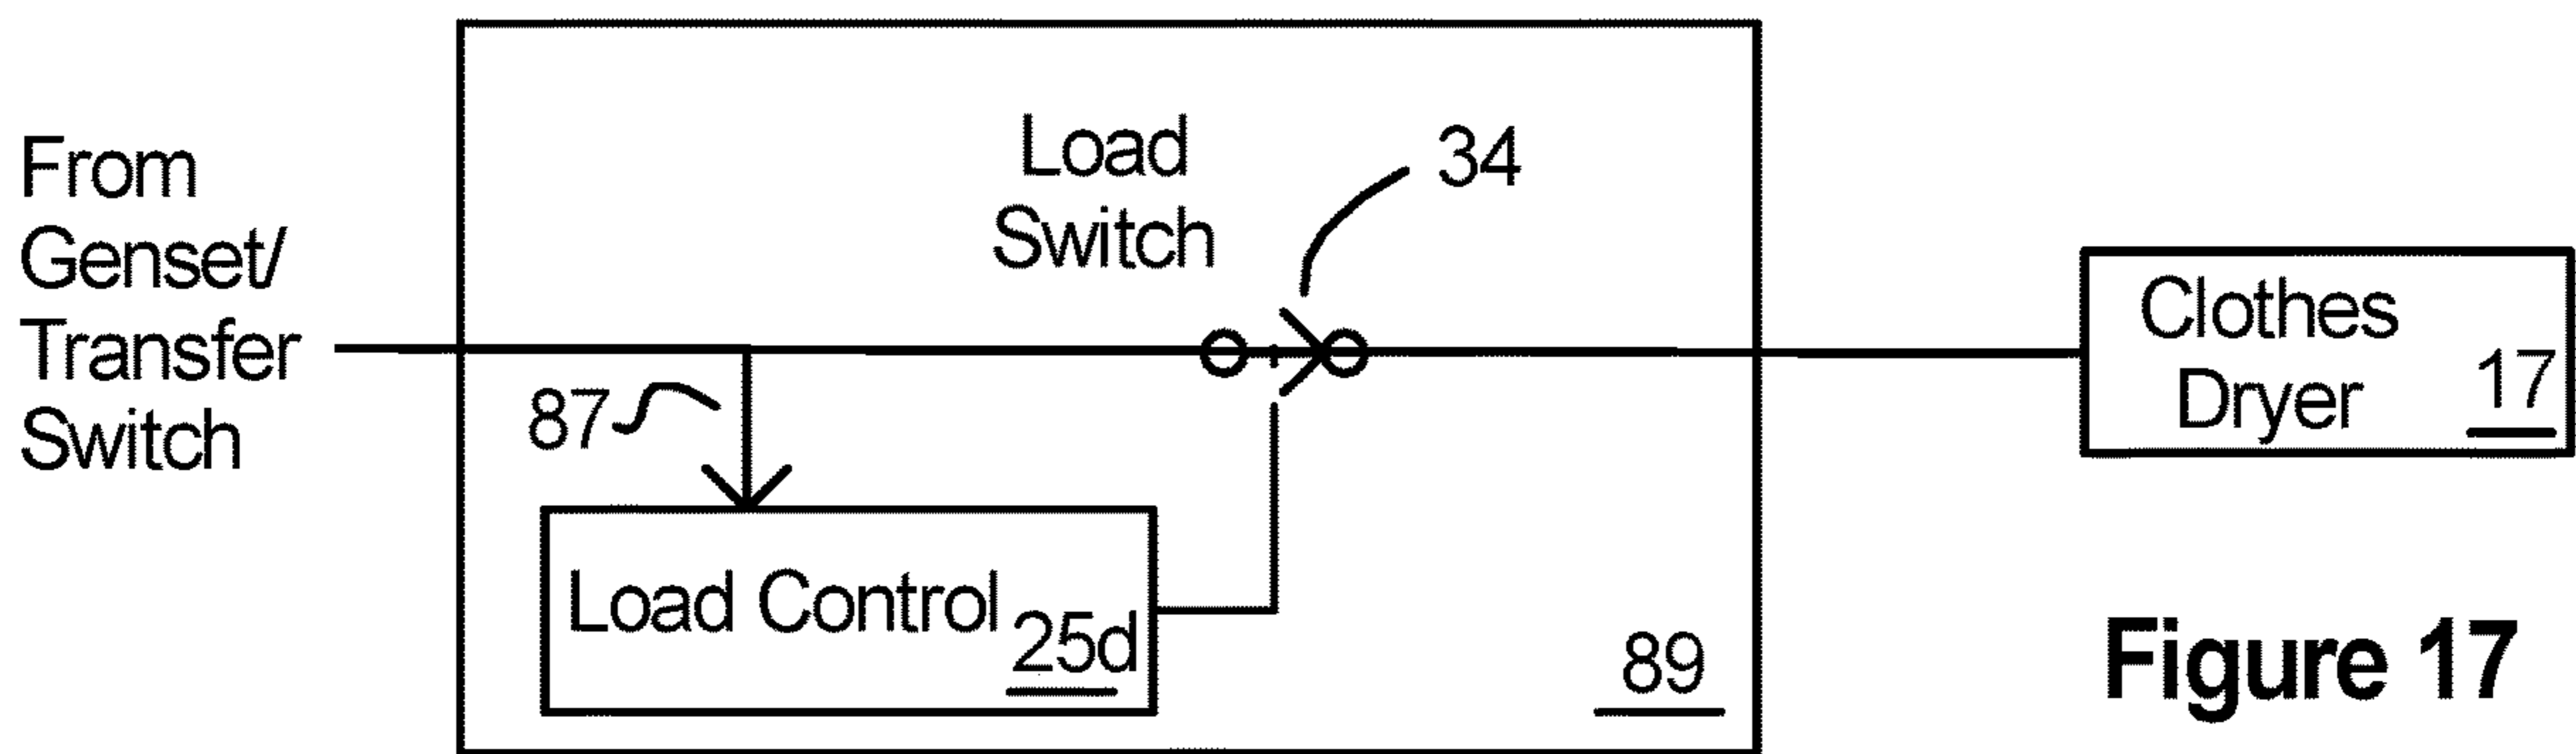 From
Genset/
Transfer
Switch
Load
Switch
34
87
Load Control 25d
89
Clothes
Dryer 17
Figure 17